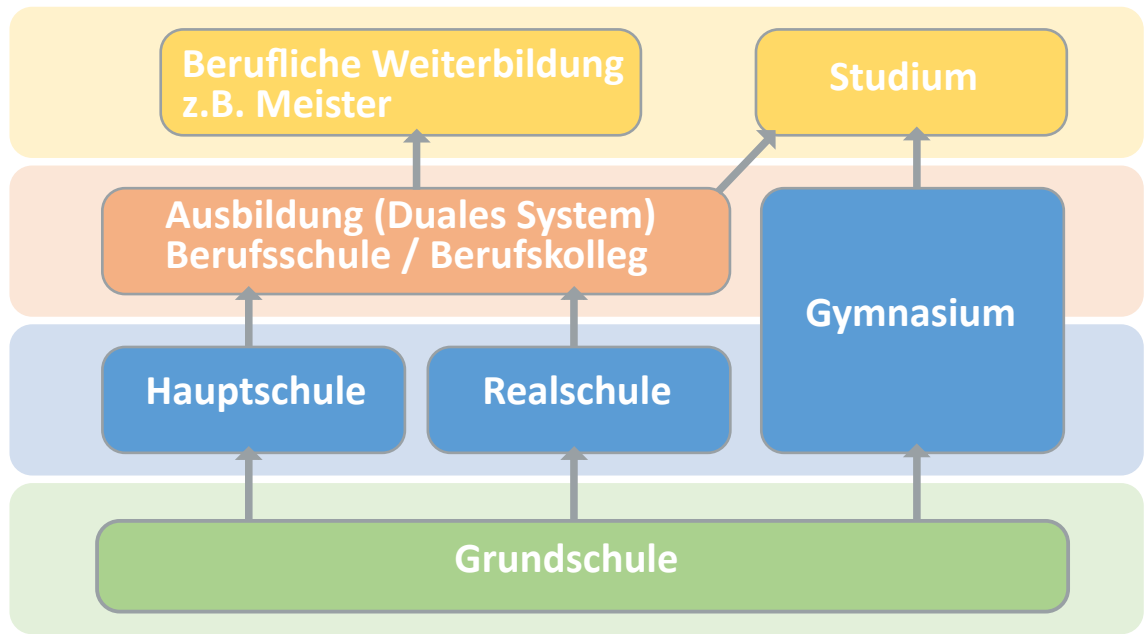 Berufliche Weiterbildung
z.B. Meister
Studium
Ausbildung (Duales System)
Berufsschule / Berufskolleg
Gymnasium
Hauptschule
Realschule
Grundschule